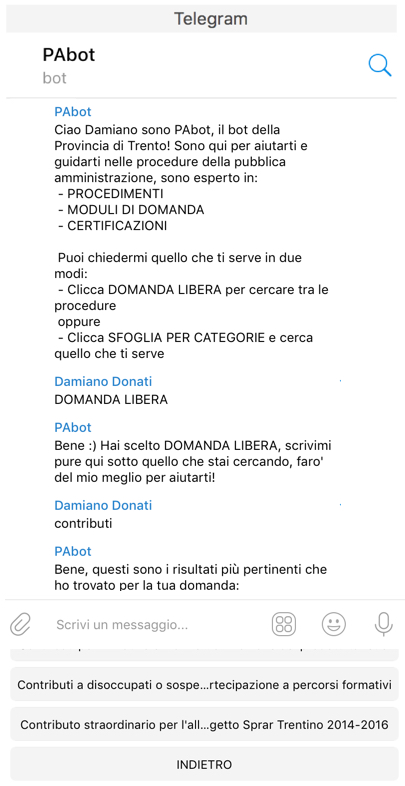 Telegram
PAbot
bot
PAbot
Ciao Damiano sono PAbot, il bot della
Provincia di Trento! Sono qui per aiutarti e
guidarti nelle procedure della pubblica
amministrazione, sono esperto in:
- PROCEDIMENTI
- MODULI DI DOMANDA
- CERTIFICAZIONI
Puoi chiedermi quello che ti serve in due
modi:
- Clicca DOMANDA LIBERA per cercare tra le
procedure
oppure
- Clicca SFOGLIA PER CATEGORIE e cerca
quello che ti serve
Damiano Donati
DOMANDA LIBERA
PAbot
Bene :) Hai scelto DOMANDA LIBERA, scrivimi
pure qui sotto quello che stai cercando, faro'
del mio meglio per aiutarti!
Damiano Donati
contributi
PAbot
Bene, questi sono i risultati più pertinenti che
ho trovato per la tua domanda:
Scrivi un messaggio...
Contributi a disoccupati o sospe...rtecipazione a percorsi formativi
Contributo straordinario per l'all...getto Sprar Trentino 2014-2016
INDIETRO